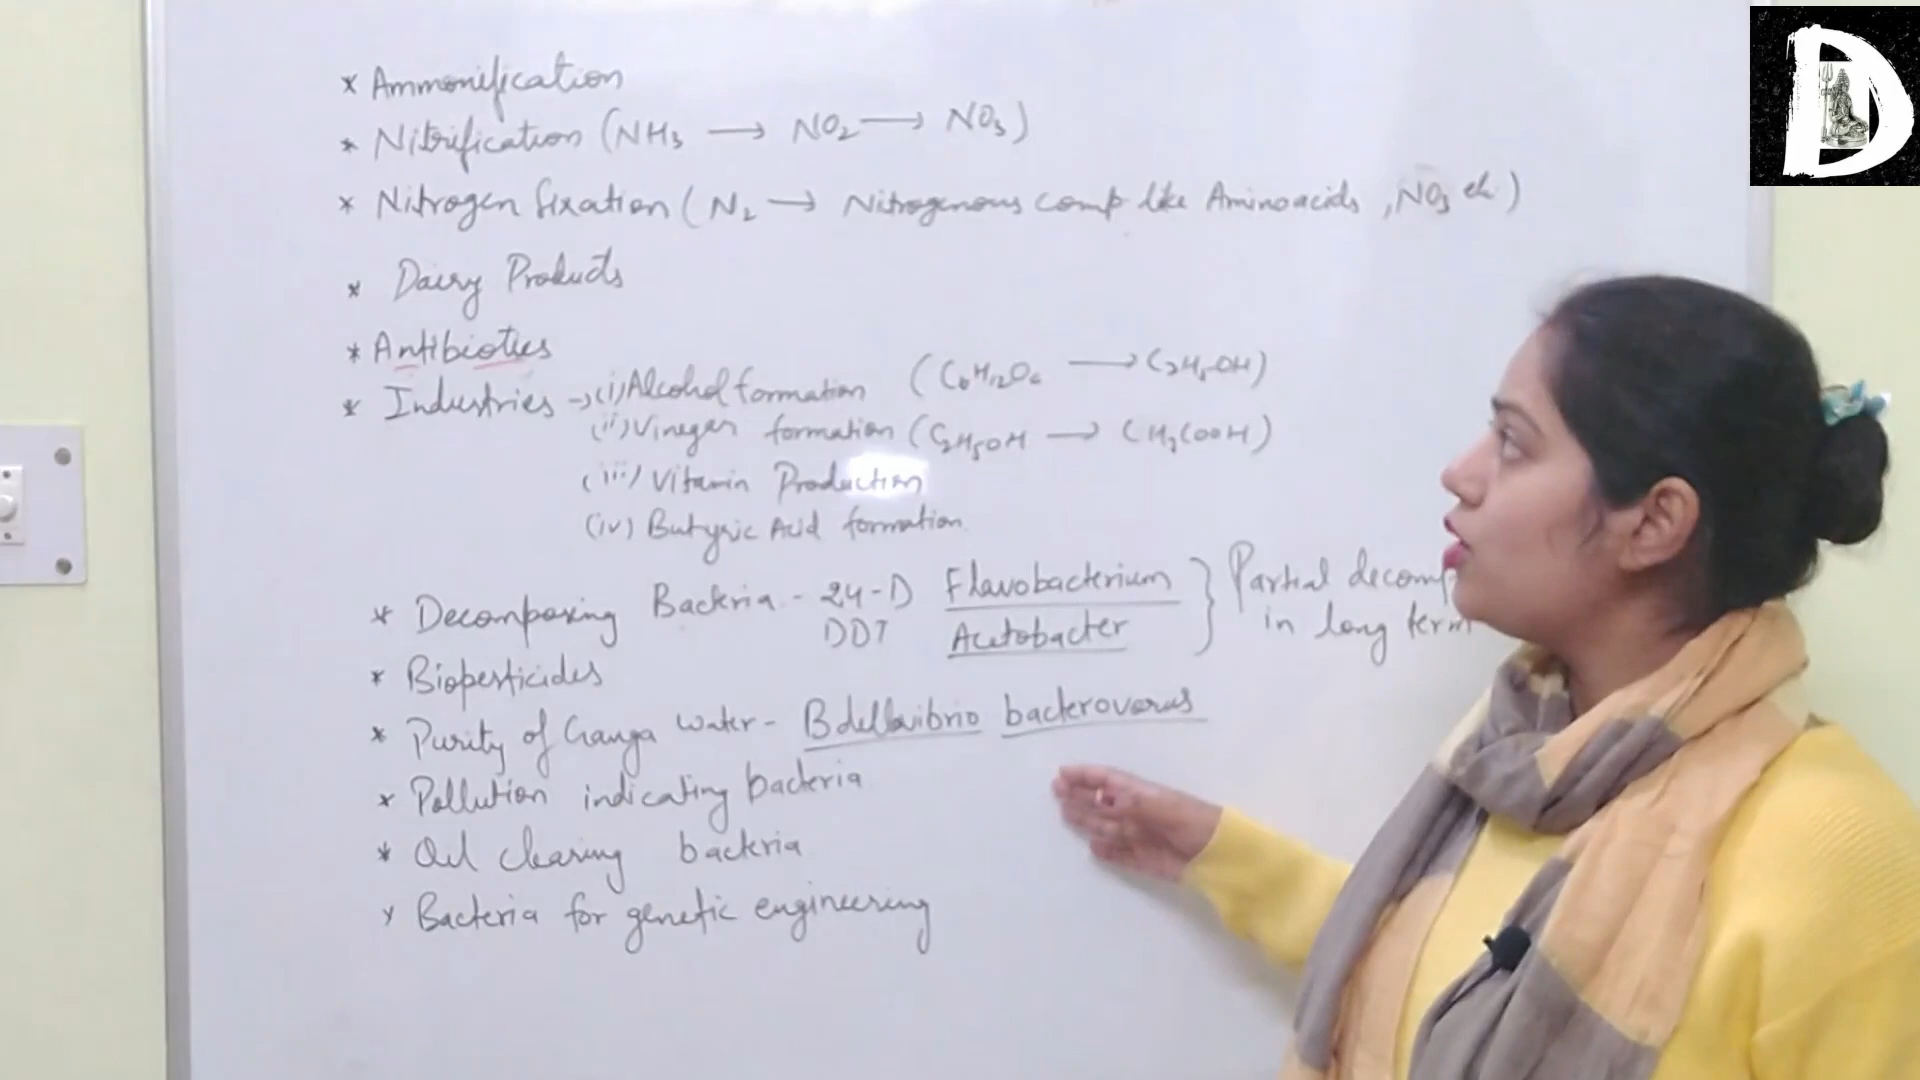 * Ammonification
* Nitrification (NH3 → NO2 → NO3)
* Nitrogen fixation (N2 → Nitrogenous comp like Aminoacids, NO3 etc)
* Dairy Products
* Antibiotics
* Industries → (i) Alcohol formation (C6H12O6 → C2H5OH)
(ii) Vinegar formation (C2H5OH → CH3COOH)
(iii) Vitamin Production
(iv) Butyric Acid formation
* Decomposing Bacteria - 24-D Flavobacterium } Partial decomp
DDT Acetobacter in long term
* Biopesticides
* Purity of Ganga water - Bdellovibrio bacterovorus
* Pollution indicating bacteria
* Oil clearing bacteria
* Bacteria for genetic engineering
D